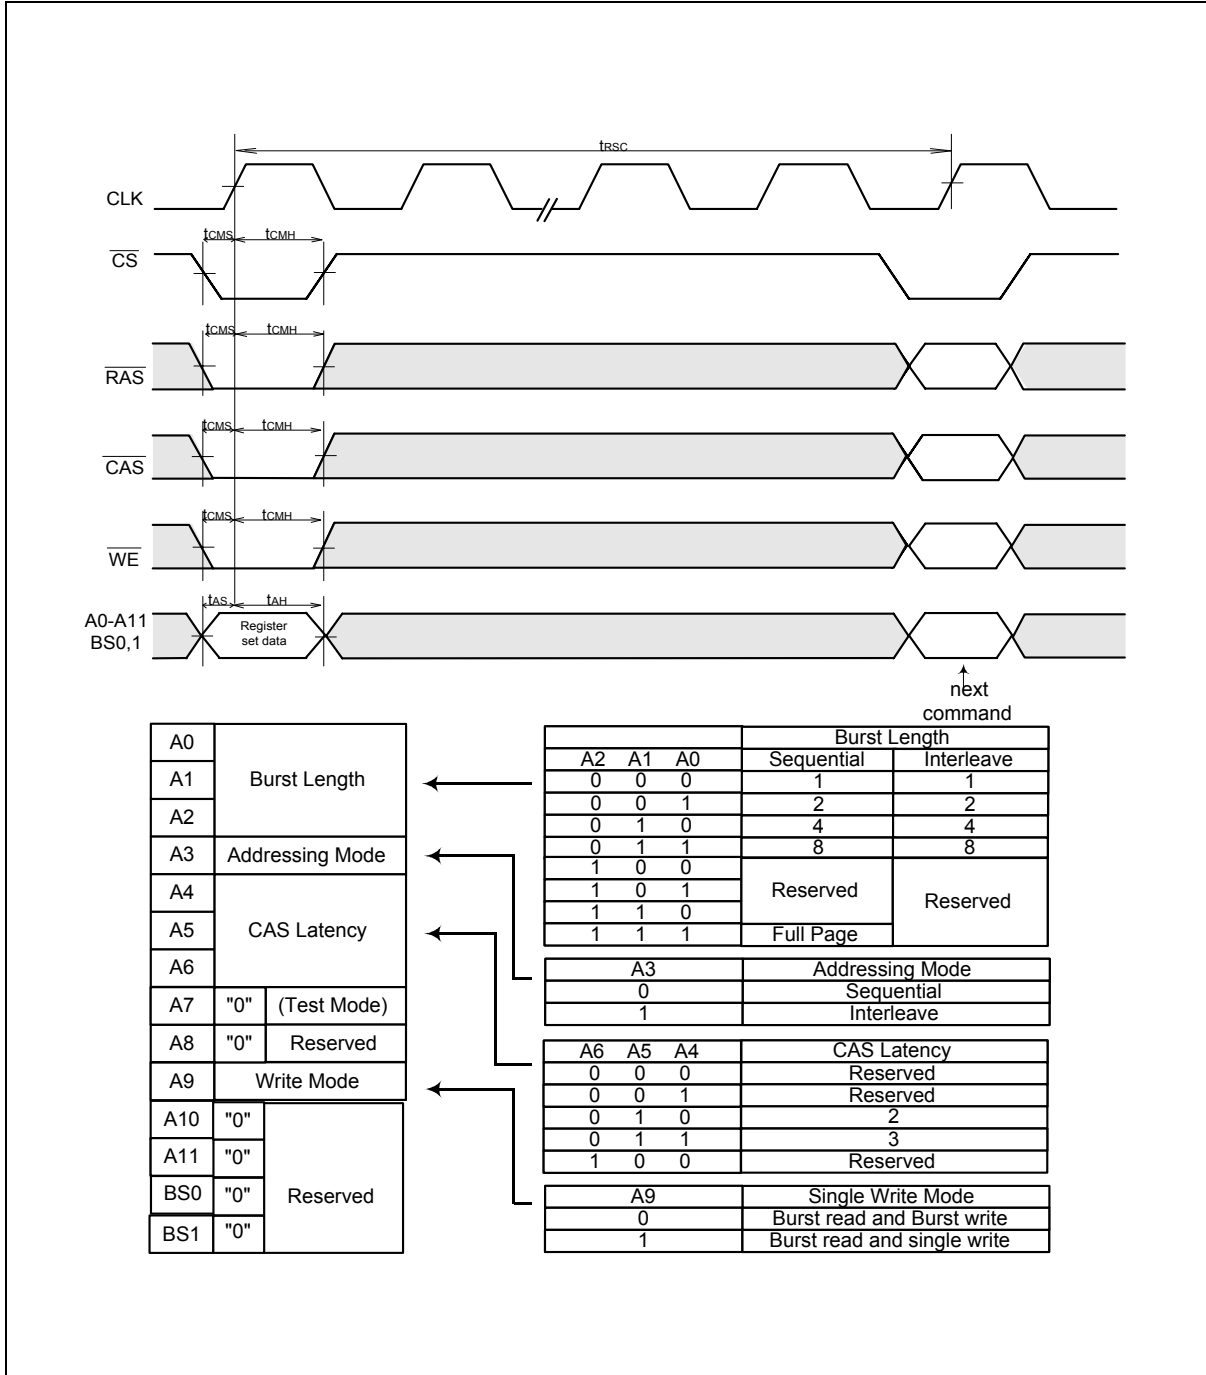 tRSC
CLK
tCMS tCMH
CS
tCMS tCMH
RAS
tCMS tCMH
CAS
tCMS tCMH
WE
tAS tAH
A0-A11
BS0,1
Register
set data
next
command
A0
A1 Burst Length
A2
A3 Addressing Mode
A4
A5 CAS Latency
A6
A7 "0" (Test Mode)
A8 "0" Reserved
A9 Write Mode
A10 "0"
A11 "0"
BS0 "0" Reserved
BS1 "0"
Burst Length
A2 A1 A0 Sequential Interleave
0 0 0 1 1
0 0 1 2 2
0 1 0 4 4
0 1 1 8 8
1 0 0
1 0 1 Reserved Reserved
1 1 0
1 1 1 Full Page
A3 Addressing Mode
0 Sequential
1 Interleave
A6 A5 A4 CAS Latency
0 0 0 Reserved
0 0 1 Reserved
0 1 0 2
0 1 1 3
1 0 0 Reserved
A9 Single Write Mode
0 Burst read and Burst write
1 Burst read and single write